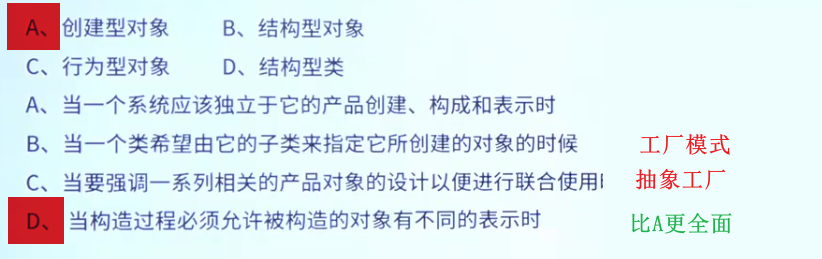 A、创建型对象 B、结构型对象
C、行为型对象 D、结构型类
A、当一个系统应该独立于它的产品创建、构成和表示时
B、当一个类希望由它的子类来指定它所创建的对象的时候 工厂模式
C、当要强调一系列相关的产品对象的设计以便进行联合使用 抽象工厂
D、当构造过程必须允许被构造的对象有不同的表示时 比A更全面